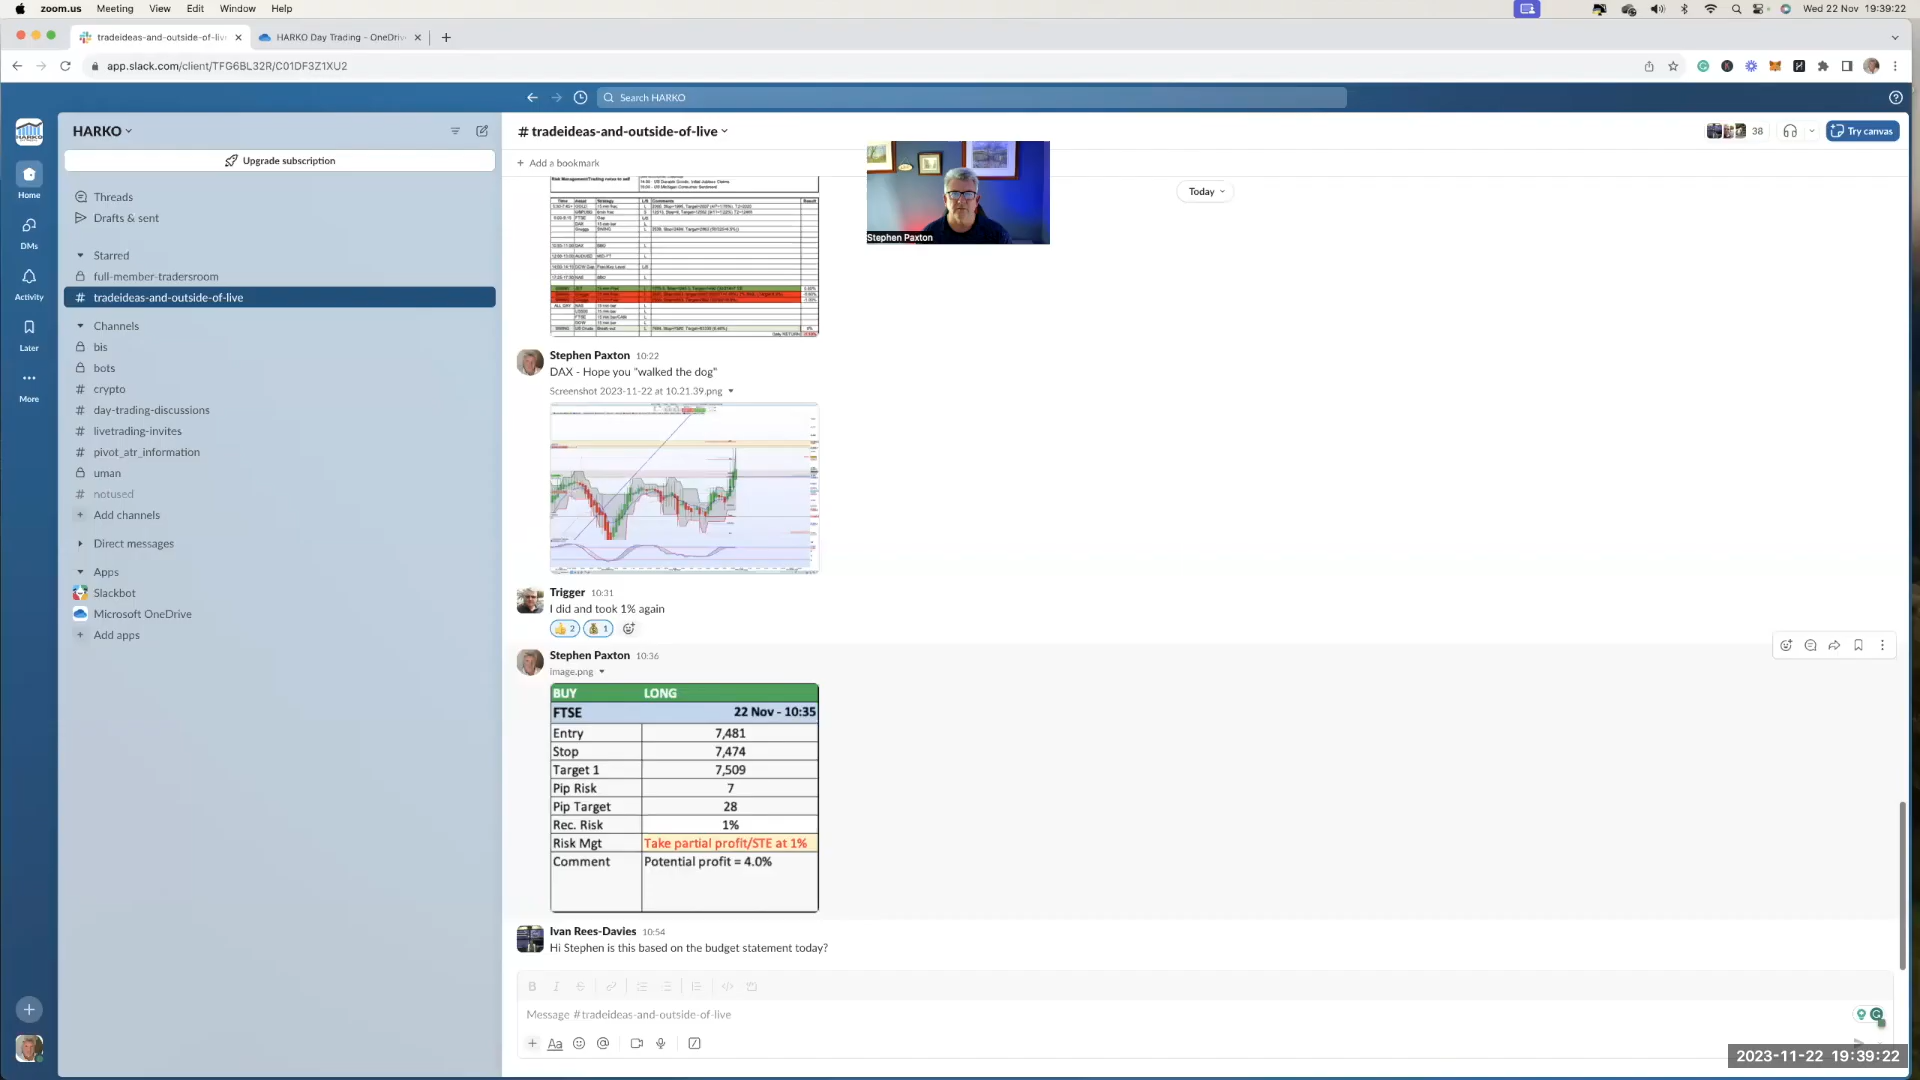 zoom.us Meeting View Edit Window Help
Wed 22 Nov 19:39:22
tradeideas-and-outside-of-liv
HARKO Day Trading - OneDriv
app.slack.com/client/TFG6BL32R/C01DF3Z1XU2
Search HARKO
HARKO
Upgrade subscription
Home
DMs
Activity
Later
More
Threads
Drafts & sent
Starred
full-member-tradersroom
# tradeideas-and-outside-of-live
Channels
bis
bots
# crypto
# day-trading-discussions
# livetrading-invites
# pivot_atr_information
uman
# notused
+ Add channels
Direct messages
Apps
Slackbot
Microsoft OneDrive
+ Add apps
# tradeideas-and-outside-of-live
38
Try canvas
+ Add a bookmark
Today
Stephen Paxton
Stephen Paxton 10:22
DAX - Hope you "walked the dog"
Screenshot 2023-11-22 at 10.21.39.png
Trigger 10:31
I did and took 1% again
2 1
Stephen Paxton 10:36
image.png
BUY LONG
FTSE 22 Nov - 10:35
Entry 7,481
Stop 7,474
Target 1 7,509
Pip Risk 7
Pip Target 28
Rec. Risk 1%
Risk Mgt Take partial profit/STE at 1%
Comment Potential profit = 4.0%
Ivan Rees-Davies 10:54
Hi Stephen is this based on the budget statement today?
Message #tradeideas-and-outside-of-live
2023-11-22 19:39:22